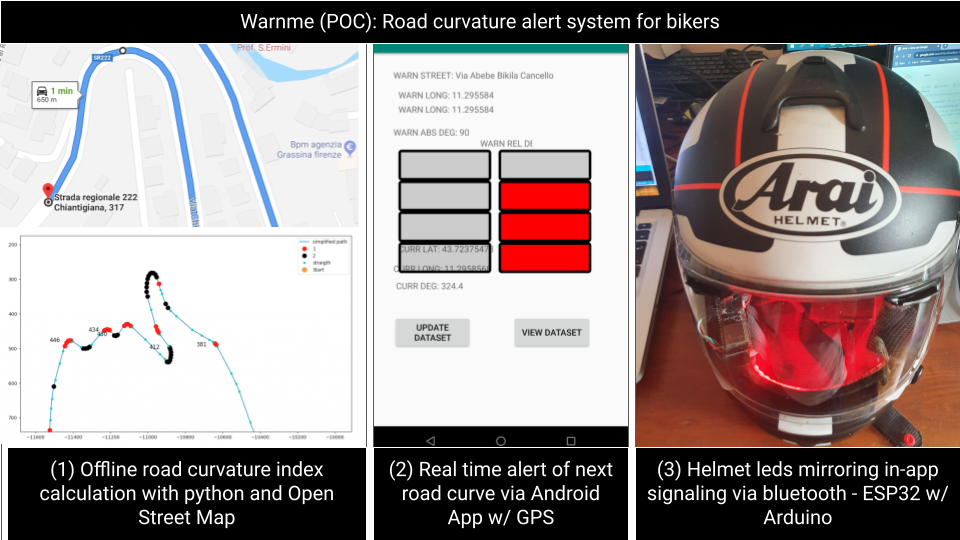 Warnme (POC): Road curvature alert system for bikers
Prof. S.Ermini
SR222
1 min
650 m
Bpm agenzia
Grassina firenze
Strada regionale 222
Chiantigiana, 317
simplified path
1
2
straigth
Start
200
300
400
500
600
700
446
434
412
381
−11600
−11400
−11200
−11000
−10800
−10600
−10400
−10200
−10000
WARN STREET: Via Abebe Bikila Cancello
WARN LONG: 11.295584
WARN LONG: 11.295584
WARN ABS DEG: 90
WARN REL DI
CURR LAT: 43.7237547
CURR LONG: 11.295856
CURR DEG: 324.4
UPDATE
DATASET
VIEW DATASET
Arai
HELMET
(1) Offline road curvature index
calculation with python and Open
Street Map
(2) Real time alert of next
road curve via Android
App w/ GPS
(3) Helmet leds mirroring in-app
signaling via bluetooth - ESP32 w/
Arduino